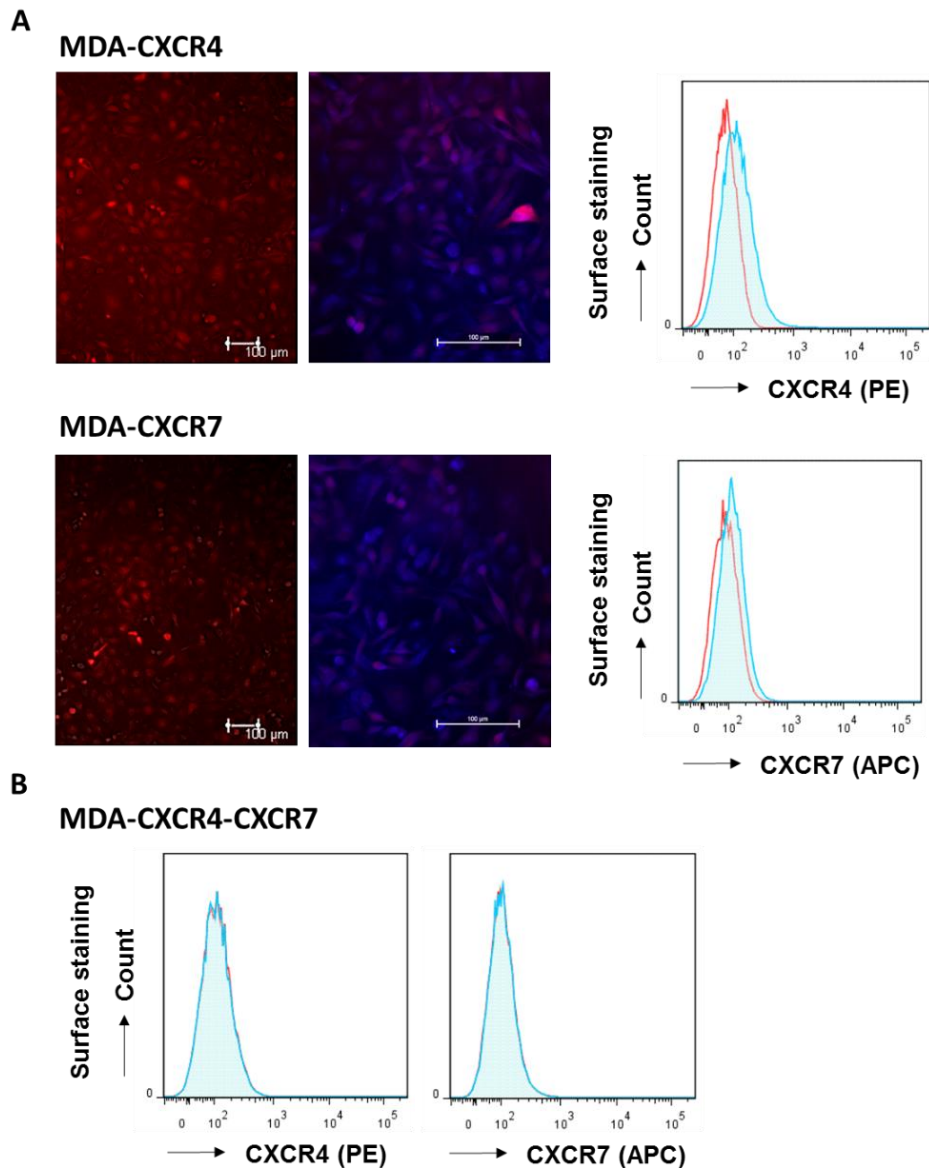 A
MDA-CXCR4
100 µm
100 µm
Surface staining
Count
0
0 10² 10³ 10⁴ 10⁵
CXCR4 (PE)
MDA-CXCR7
100 µm
100 µm
Surface staining
Count
0
0 10² 10³ 10⁴ 10⁵
CXCR7 (APC)
B
MDA-CXCR4-CXCR7
Surface staining
Count
0
0 10² 10³ 10⁴ 10⁵
CXCR4 (PE)
0
0 10² 10³ 10⁴ 10⁵
CXCR7 (APC)